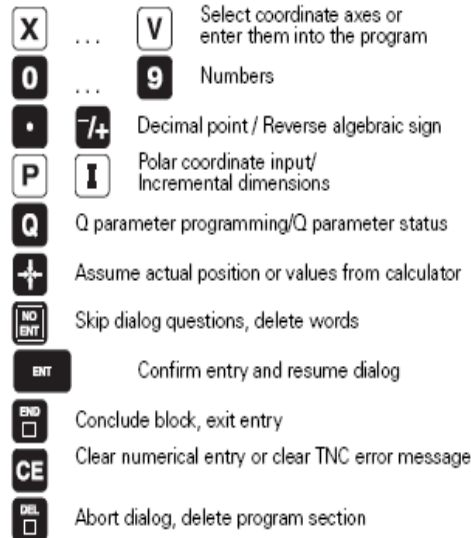 X ... V Select coordinate axes or
enter them into the program
0 ... 9 Numbers
. -/+ Decimal point / Reverse algebraic sign
P I Polar coordinate input/
Incremental dimensions
Q Q parameter programming/Q parameter status
Assume actual position or values from calculator
NO
ENT Skip dialog questions, delete words
ENT Confirm entry and resume dialog
END Conclude block, exit entry
CE Clear numerical entry or clear TNC error message
DEL Abort dialog, delete program section